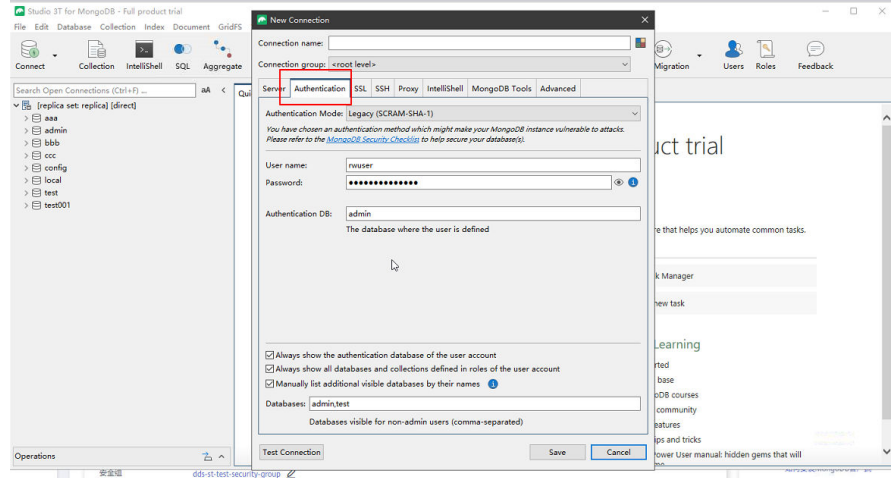 Studio 3T for MongoDB - Full product trial
File Edit Database Collection Index Document GridFS
Connect
Collection
IntelliShell
SQL
Aggregate
Migration
Users
Roles
Feedback
Search Open Connections (Ctrl+F) ...
aA
Qui
[replica set: replica] [direct]
aaa
admin
bbb
ccc
config
local
test
test001
Operations
New Connection
Connection name:
Connection group: <root level>
Server Authentication SSL SSH Proxy IntelliShell MongoDB Tools Advanced
Authentication Mode: Legacy (SCRAM-SHA-1)
You have chosen an authentication method which might make your MongoDB instance vulnerable to attacks.
Please refer to the MongoDB Security Checklist to help secure your database(s).
User name: rwuser
Password: ••••••••••••••
Authentication DB: admin
The database where the user is defined
Always show the authentication database of the user account
Always show all databases and collections defined in roles of the user account
Manually list additional visible databases by their names
Databases: admin,test
Databases visible for non-admin users (comma-separated)
Test Connection
Save
Cancel
uct trial
re that helps you automate common tasks.
k Manager
new task
Learning
rted
base
oDB courses
community
eatures
ips and tricks
Power User manual: hidden gems that will
安全组
dds-st-test-security-group